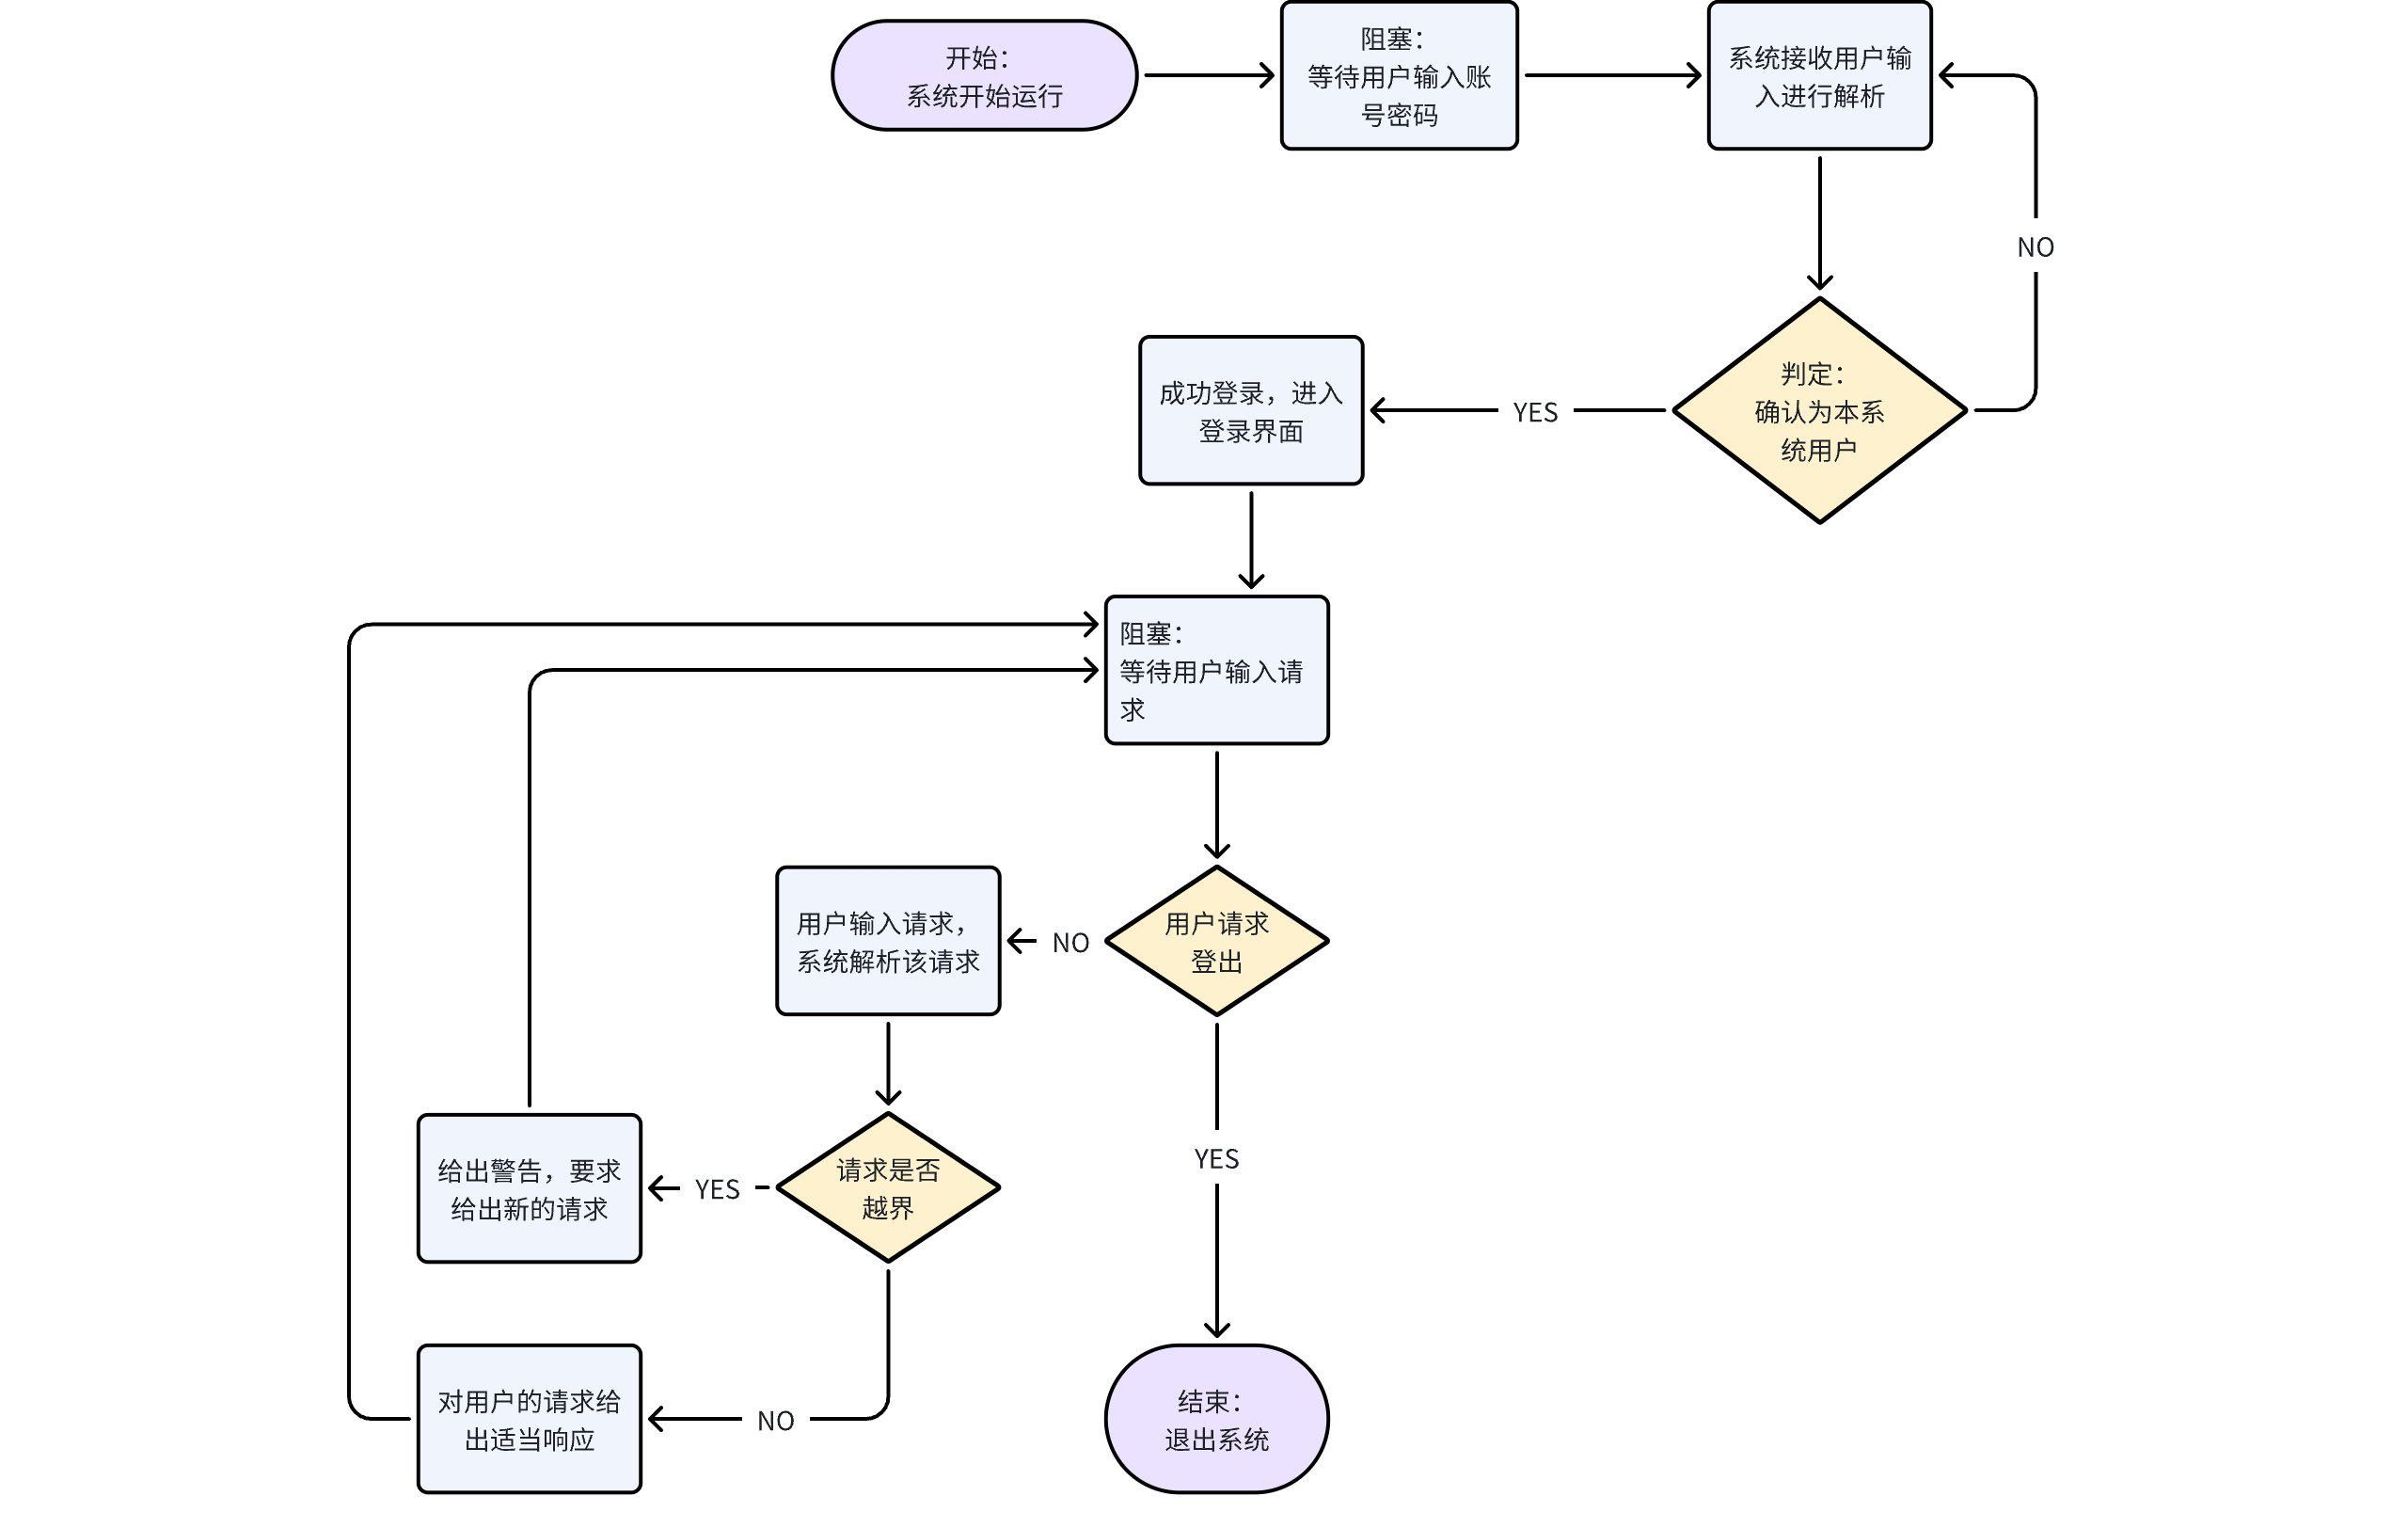 开始：
系统开始运行
阻塞：
等待用户输入账
号密码
系统接收用户输
入进行解析
NO
判定：
确认为本系
统用户
YES
成功登录，进入
登录界面
阻塞：
等待用户输入请
求
用户请求
登出
NO
用户输入请求，
系统解析该请求
YES
请求是否
越界
YES
给出警告，要求
给出新的请求
NO
对用户的请求给
出适当响应
结束：
退出系统